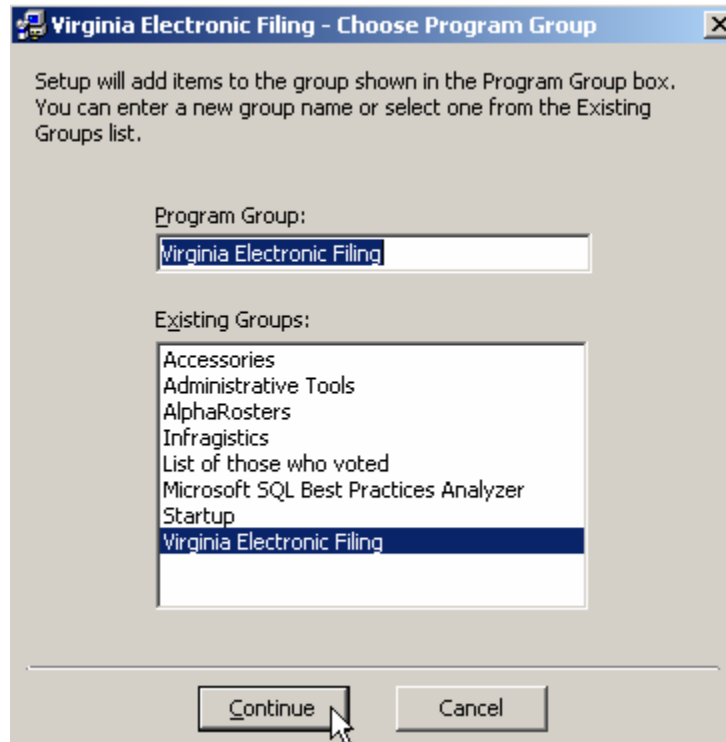 Virginia Electronic Filing - Choose Program Group
Setup will add items to the group shown in the Program Group box.
You can enter a new group name or select one from the Existing
Groups list.
Program Group:
Virginia Electronic Filing
Existing Groups:
Accessories
Administrative Tools
AlphaRosters
Infragistics
List of those who voted
Microsoft SQL Best Practices Analyzer
Startup
Virginia Electronic Filing
Continue
Cancel